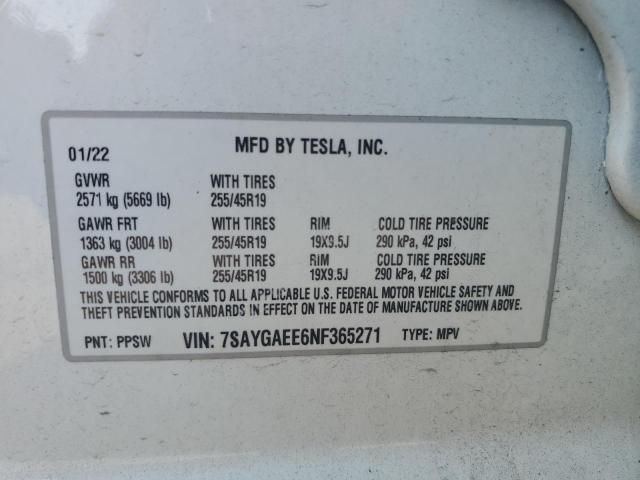 01/22 MFD BY TESLA, INC.
GVWR WITH TIRES
2571 kg (5669 lb) 255/45R19
GAWR FRT WITH TIRES RIM COLD TIRE PRESSURE
1363 kg (3004 lb) 255/45R19 19X9.5J 290 kPa, 42 psi
GAWR RR WITH TIRES RIM COLD TIRE PRESSURE
1500 kg (3306 lb) 255/45R19 19X9.5J 290 kPa, 42 psi
THIS VEHICLE CONFORMS TO ALL APPLICABLE U.S. FEDERAL MOTOR VEHICLE SAFETY AND
THEFT PREVENTION STANDARDS IN EFFECT ON THE DATE OF MANUFACTURE SHOWN ABOVE.
PNT: PPSW VIN: 7SAYGAEE6NF365271 TYPE: MPV